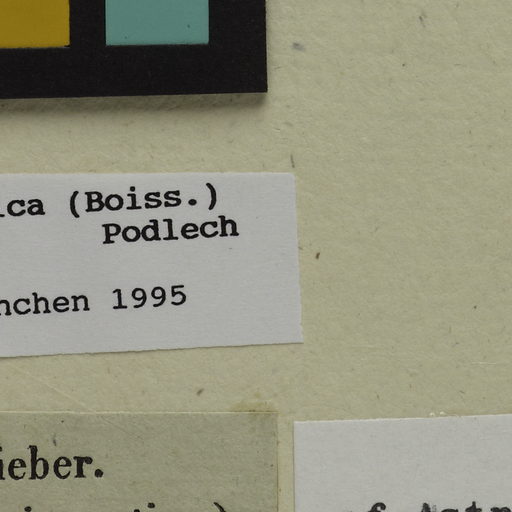 ica (Boiss.)
Podlech
nchen 1995
ieber.